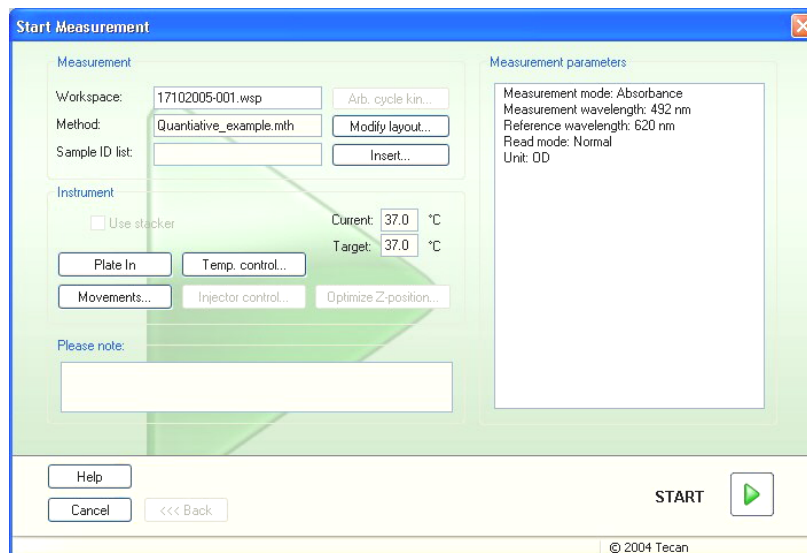 Start Measurement
Measurement
Workspace: 17102005-001.wsp Arb. cycle kin...
Method: Quantiative_example.mth Modify layout...
Sample ID list: Insert...
Instrument
Use stacker
Current: 37.0 °C
Target: 37.0 °C
Plate In Temp. control...
Movements... Injector control... Optimize Z-position...
Please note:
Measurement parameters
Measurement mode: Absorbance
Measurement wavelength: 492 nm
Reference wavelength: 620 nm
Read mode: Normal
Unit: OD
Help
Cancel <<< Back
START
© 2004 Tecan